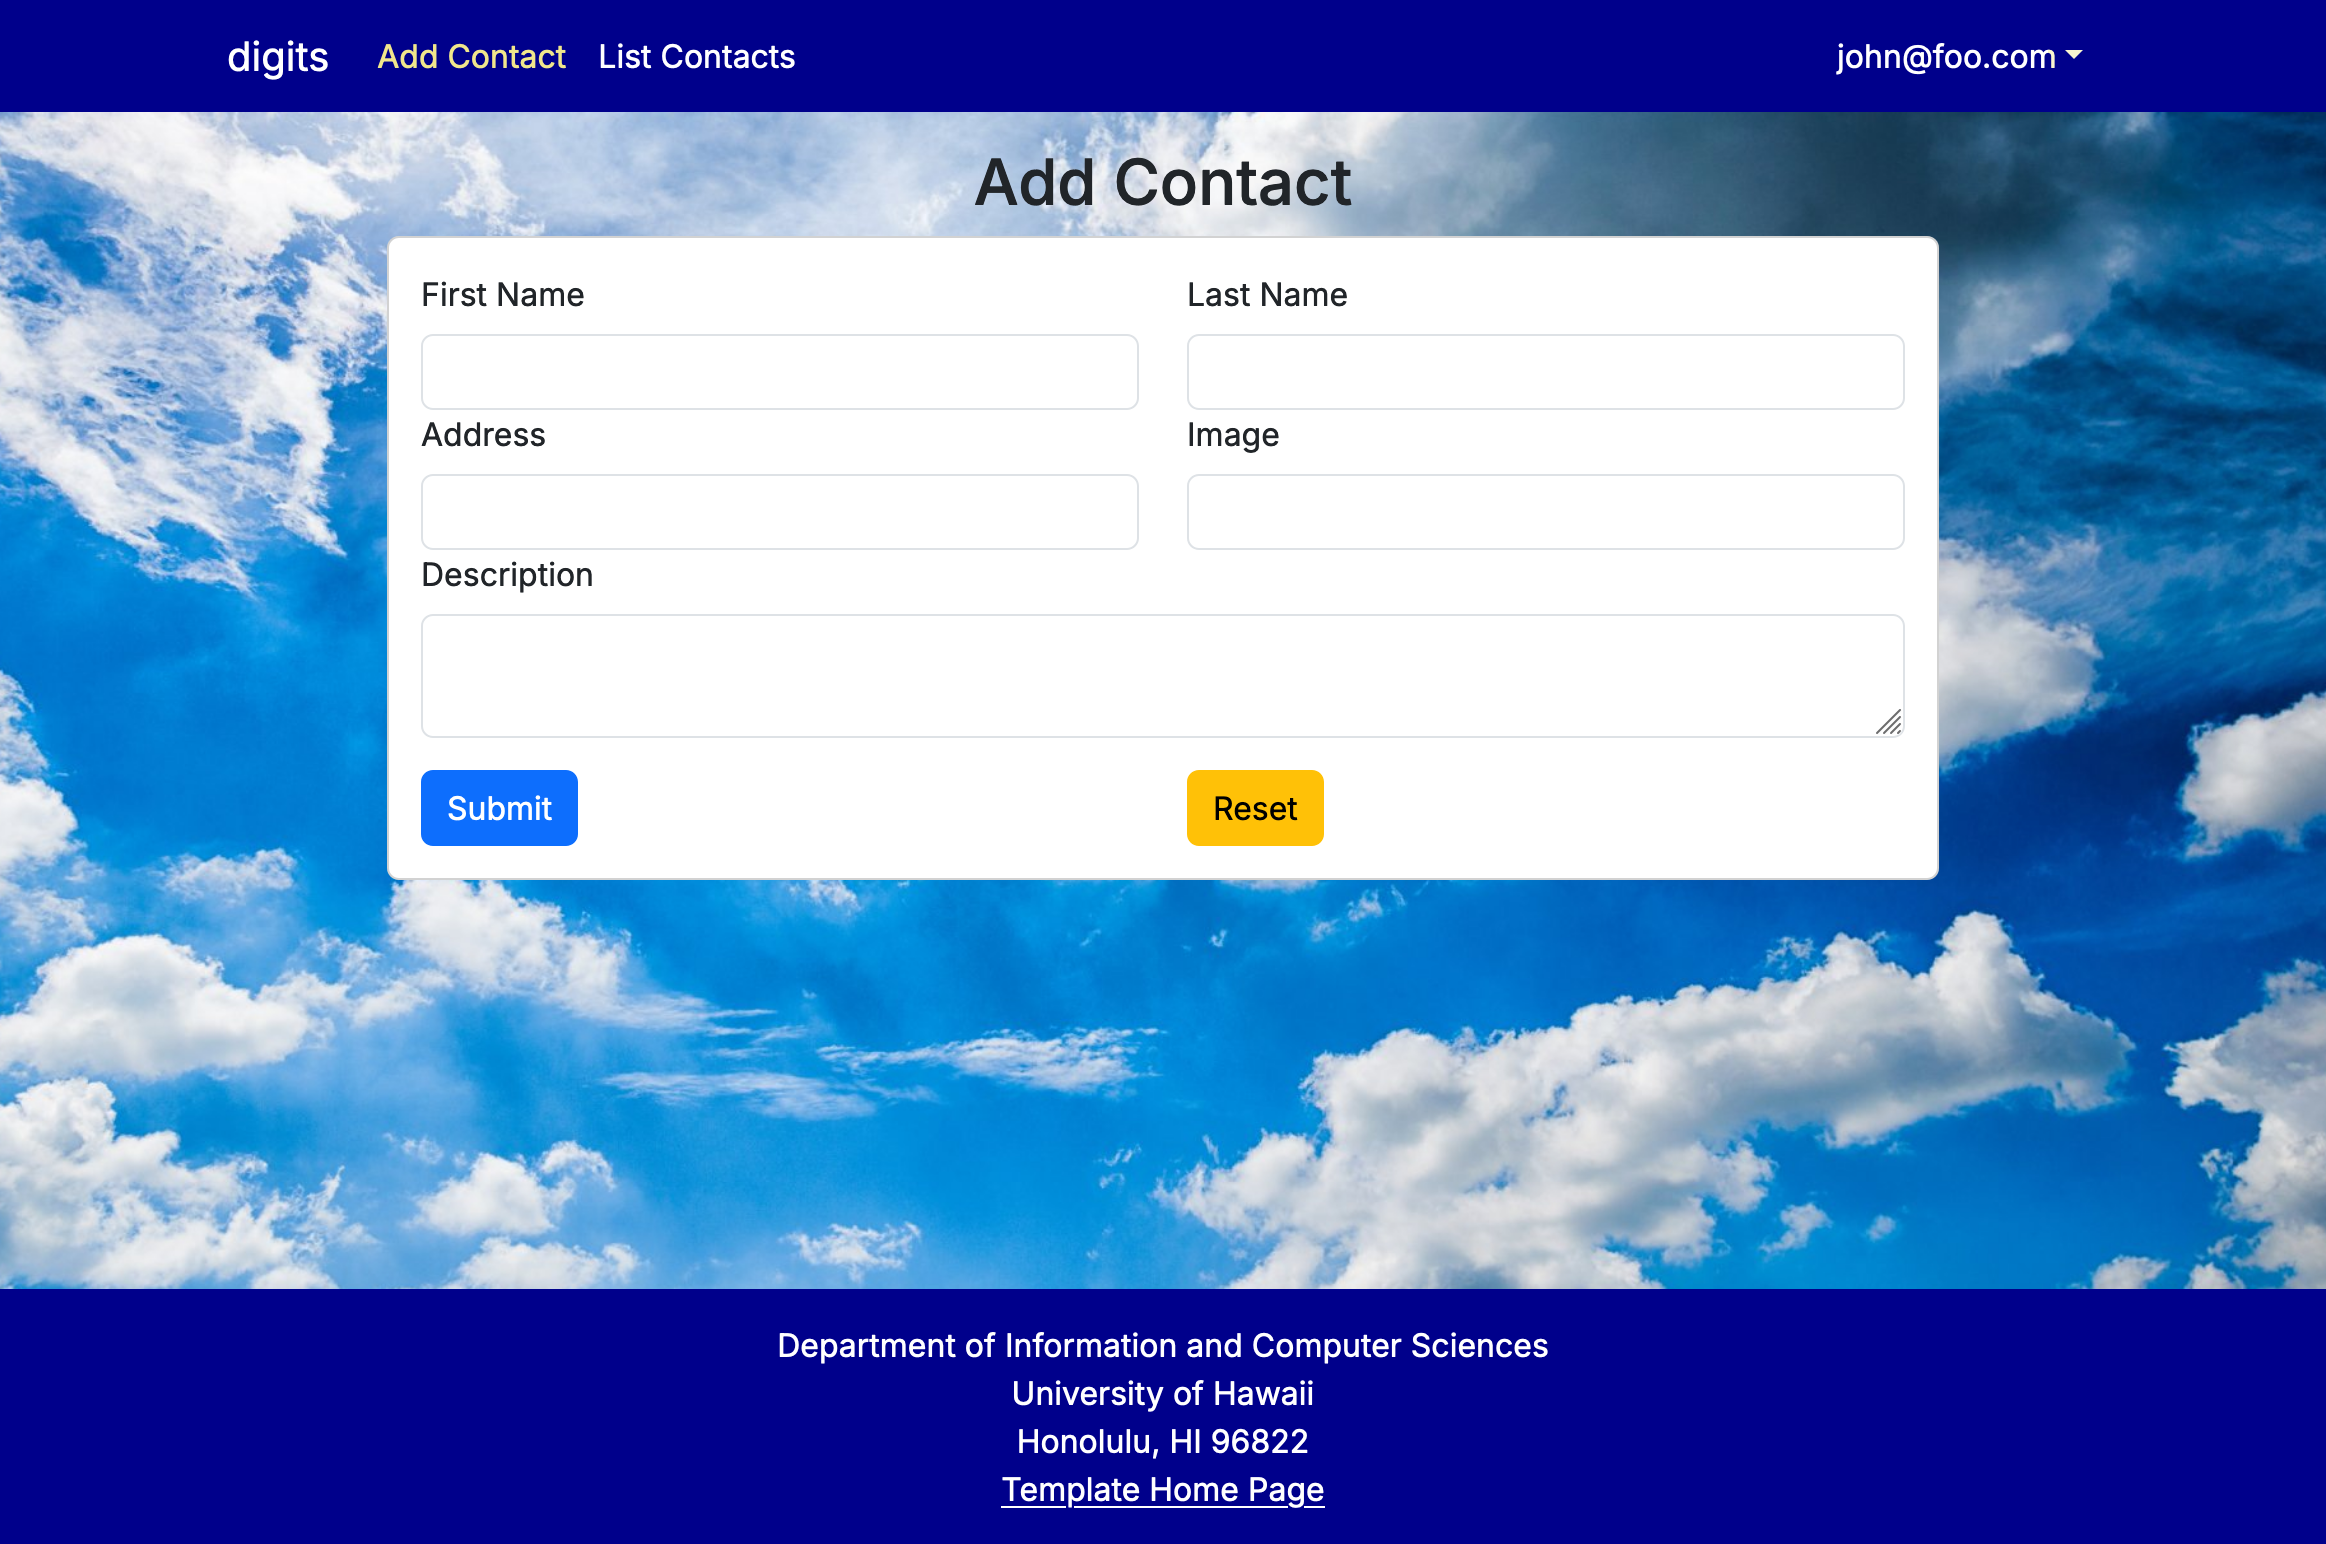 digits Add Contact List Contacts john@foo.com
Add Contact
First Name Last Name
Address Image
Description
Submit Reset
Department of Information and Computer Sciences
University of Hawaii
Honolulu, HI 96822
Template Home Page